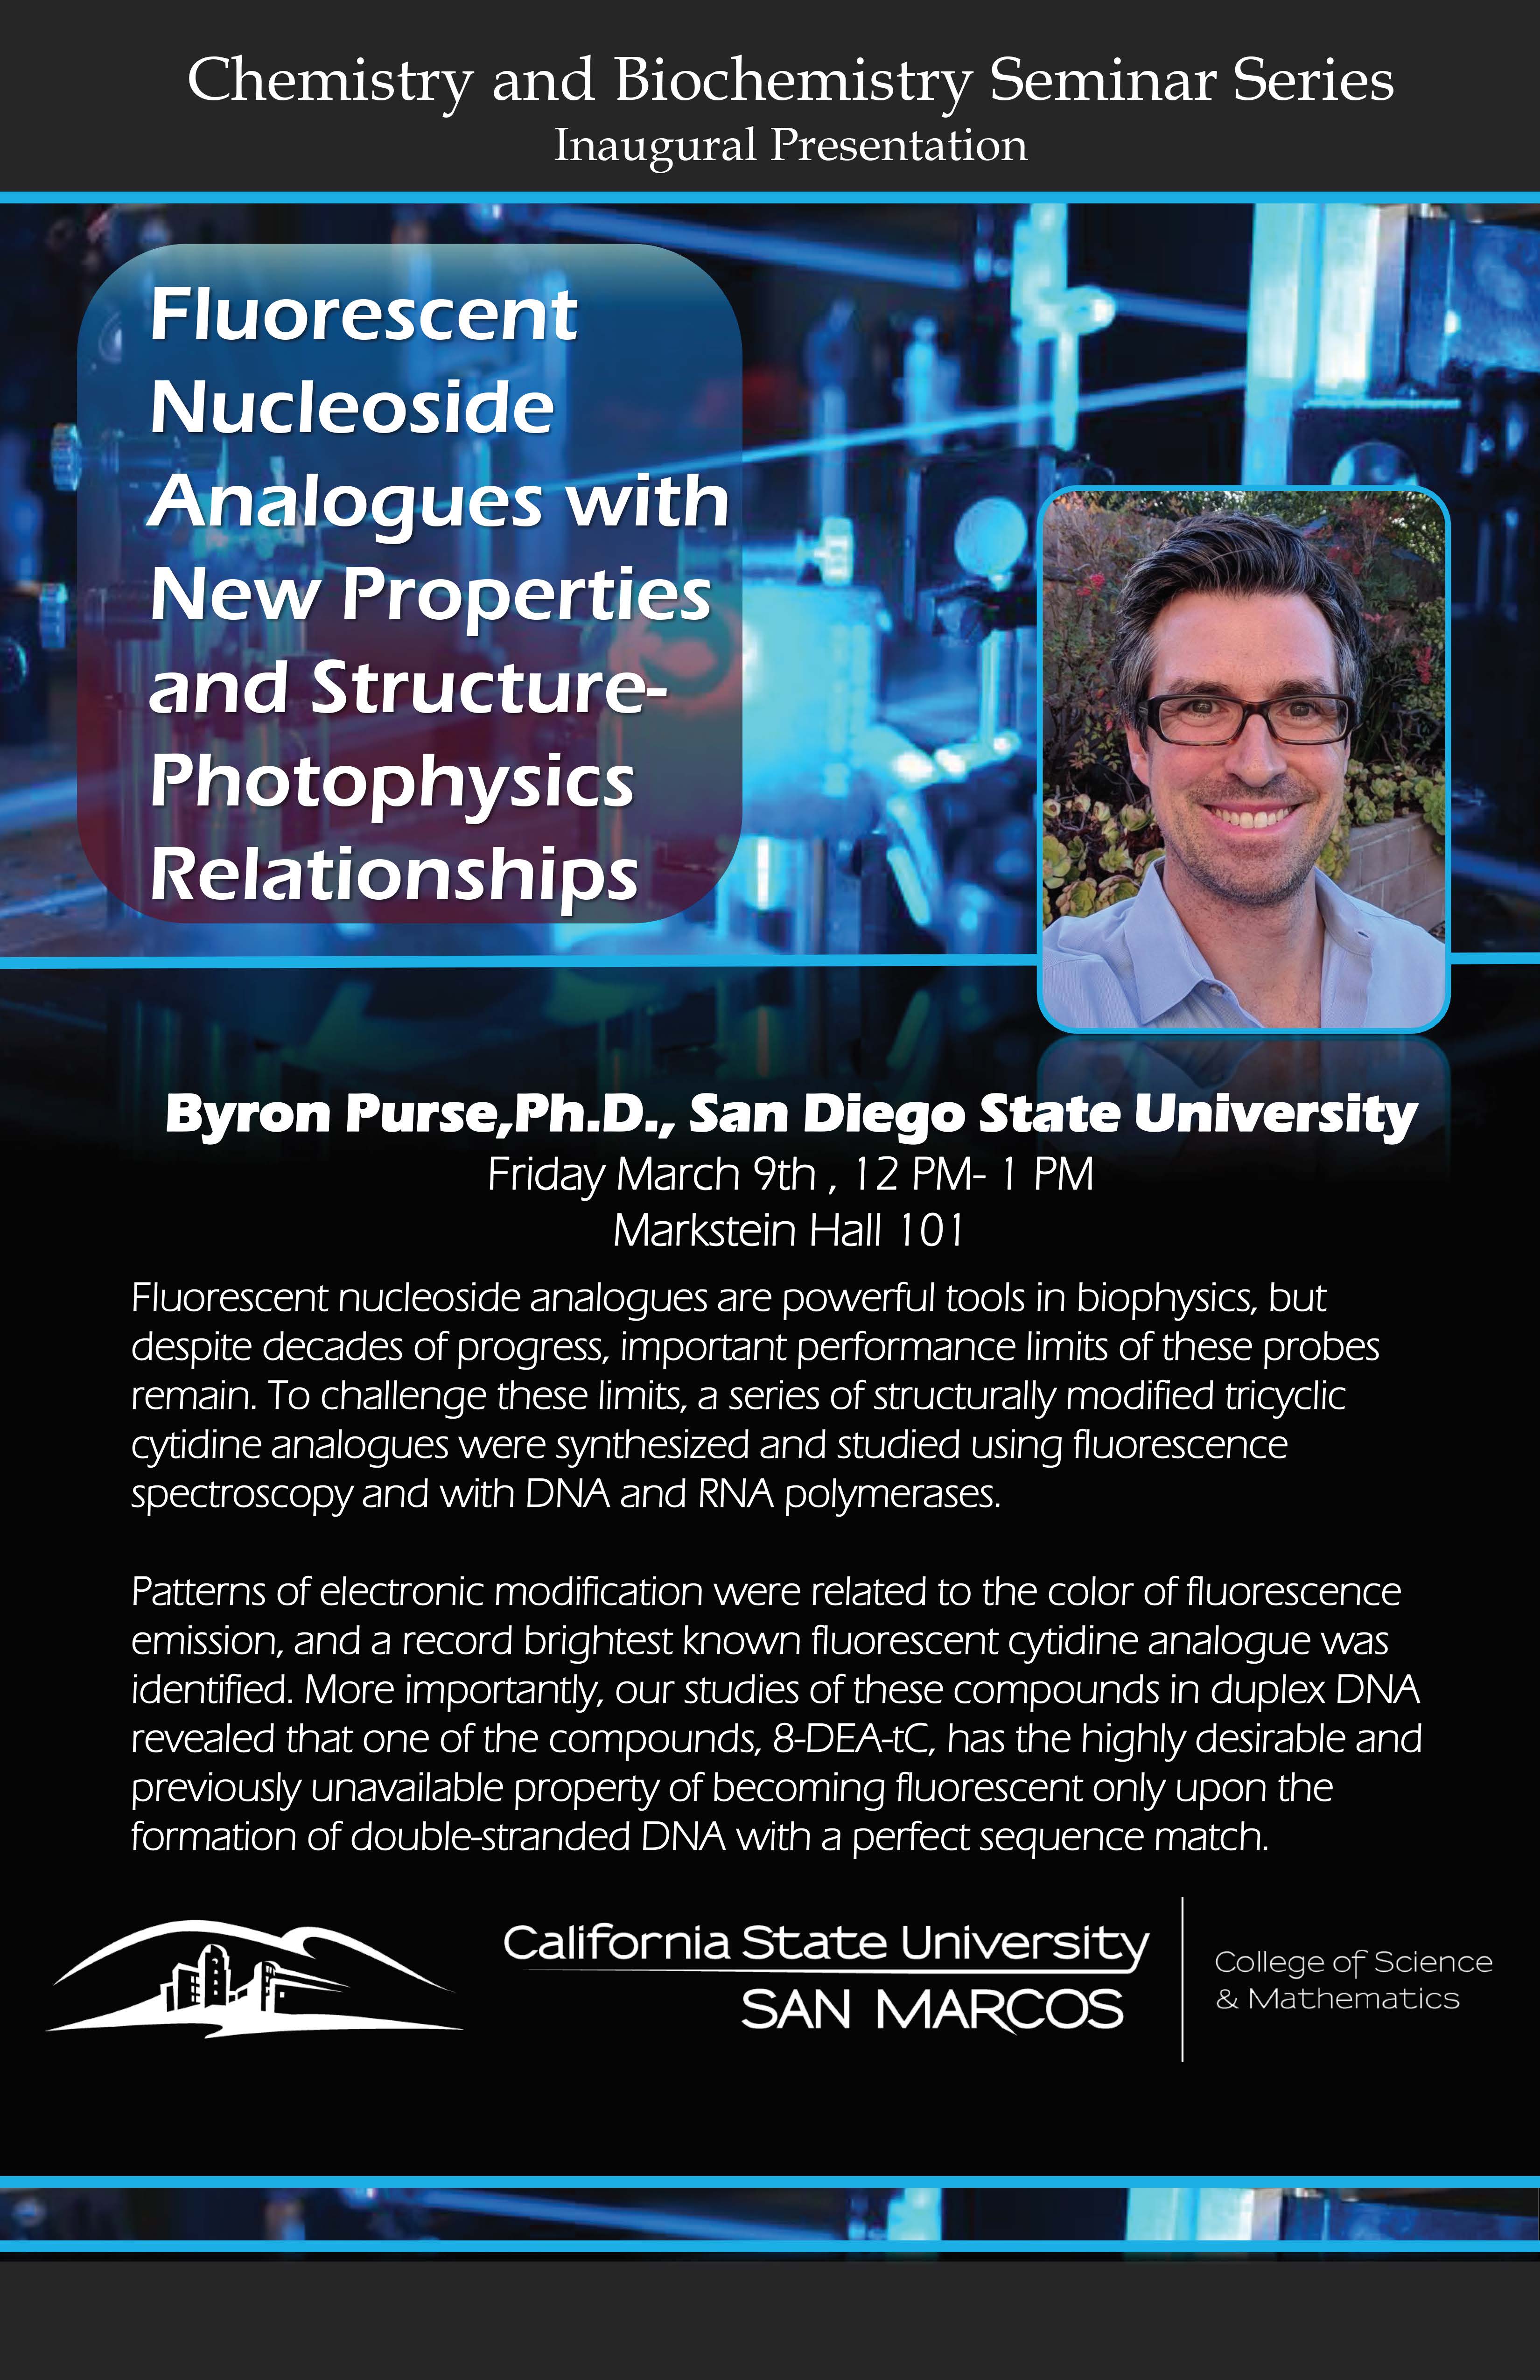 Chemistry and Biochemistry Seminar Series
Inaugural Presentation
Fluorescent
Nucleoside
Analogues with
New Properties
and Structure-
Photophysics
Relationships
Byron Purse,Ph.D., San Diego State University
Friday March 9th , 12 PM- 1 PM
Markstein Hall 101
Fluorescent nucleoside analogues are powerful tools in biophysics, but
despite decades of progress, important performance limits of these probes
remain. To challenge these limits, a series of structurally modified tricyclic
cytidine analogues were synthesized and studied using fluorescence
spectroscopy and with DNA and RNA polymerases.
Patterns of electronic modification were related to the color of fluorescence
emission, and a record brightest known fluorescent cytidine analogue was
identified. More importantly, our studies of these compounds in duplex DNA
revealed that one of the compounds, 8-DEA-tC, has the highly desirable and
previously unavailable property of becoming fluorescent only upon the
formation of double-stranded DNA with a perfect sequence match.
California State University
SAN MARCOS
College of Science
& Mathematics